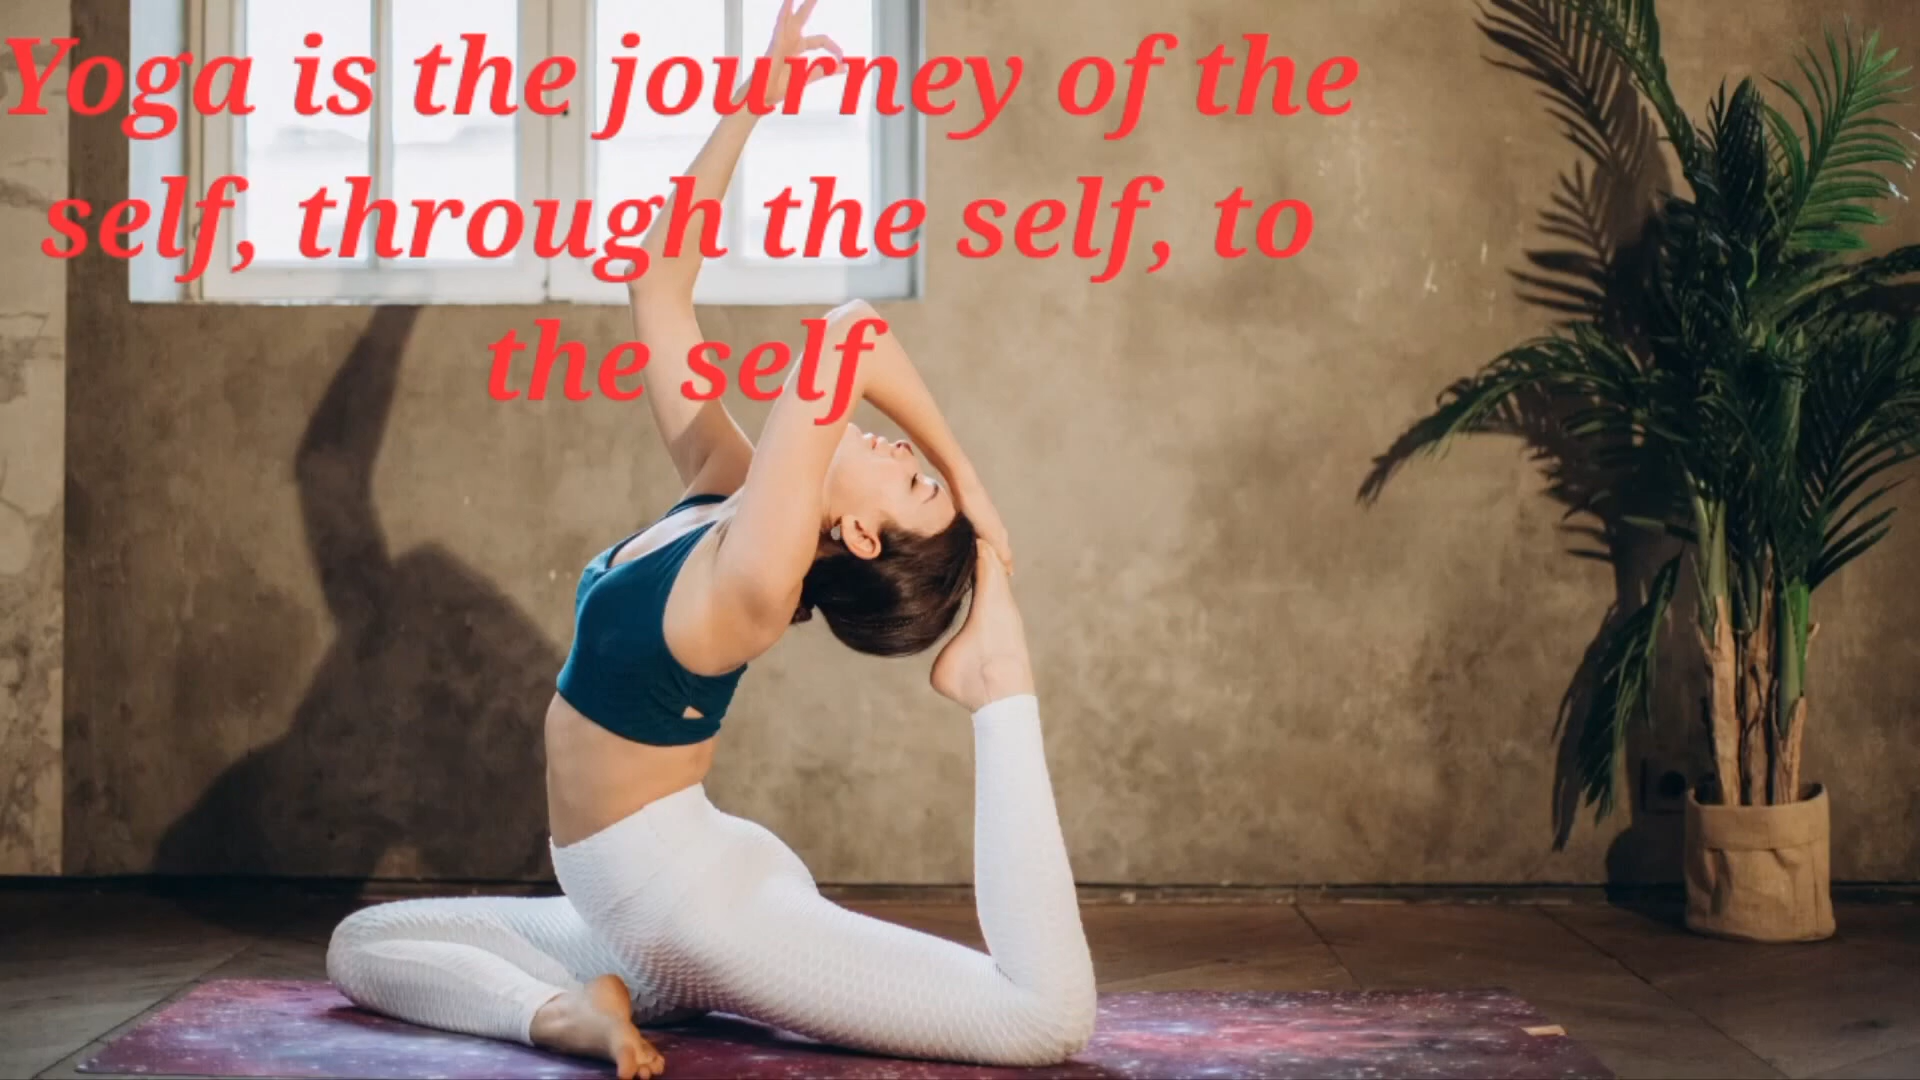 Yoga is the journey of the
self, through the self, to
the self